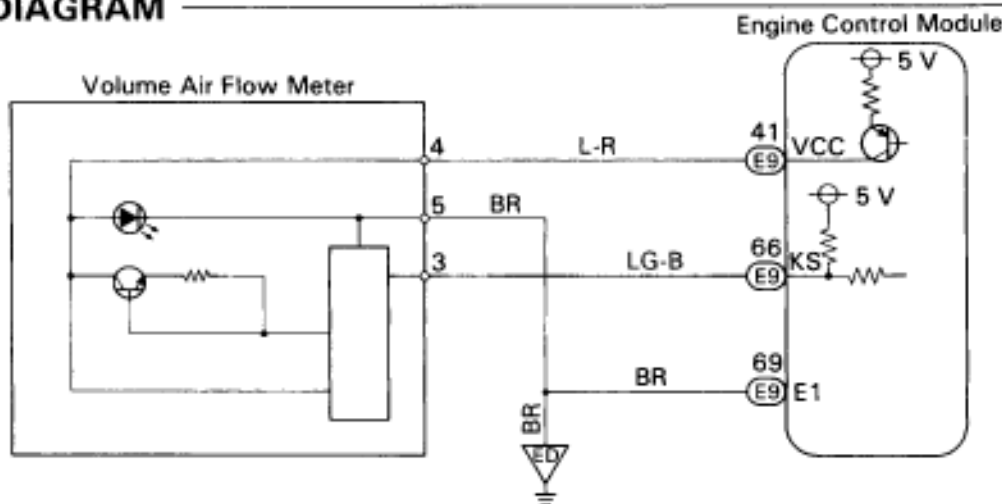 DIAGRAM
Engine Control Module
Volume Air Flow Meter
5 V
4
L-R
41
E9
VCC
5
BR
5 V
3
LG-B
66
E9
KS
69
BR
E9
E1
BR
ED